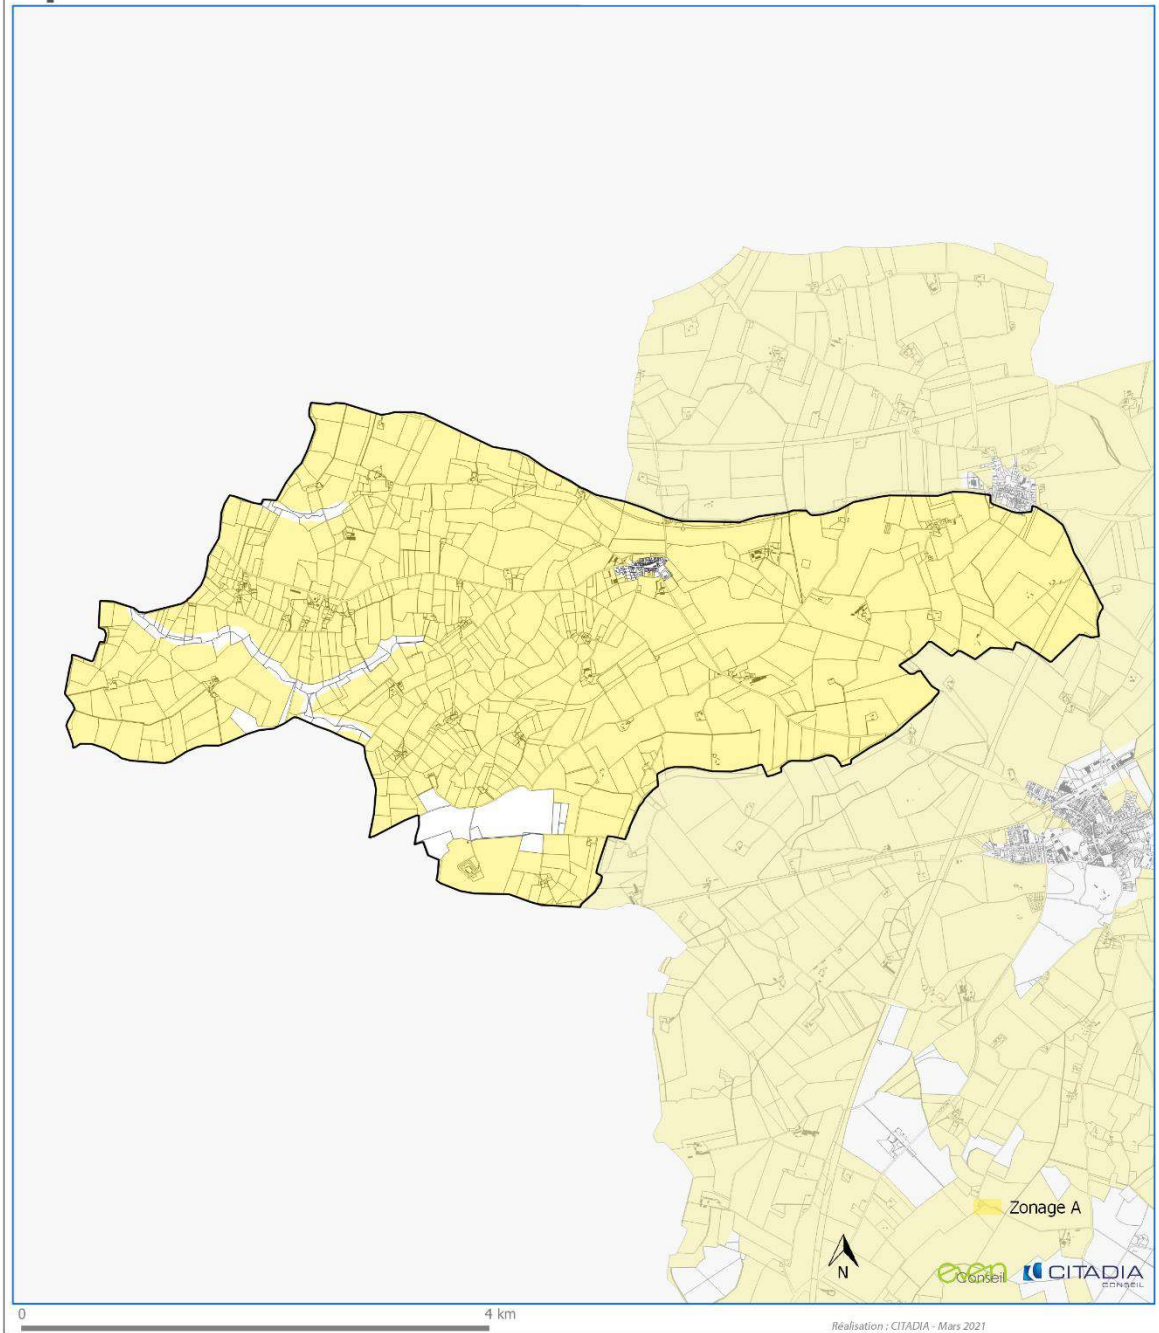 Zonage A
N
even
Conseil
CITADIA
CONSEIL
0
4 km
Réalisation : CITADIA - Mars 2021